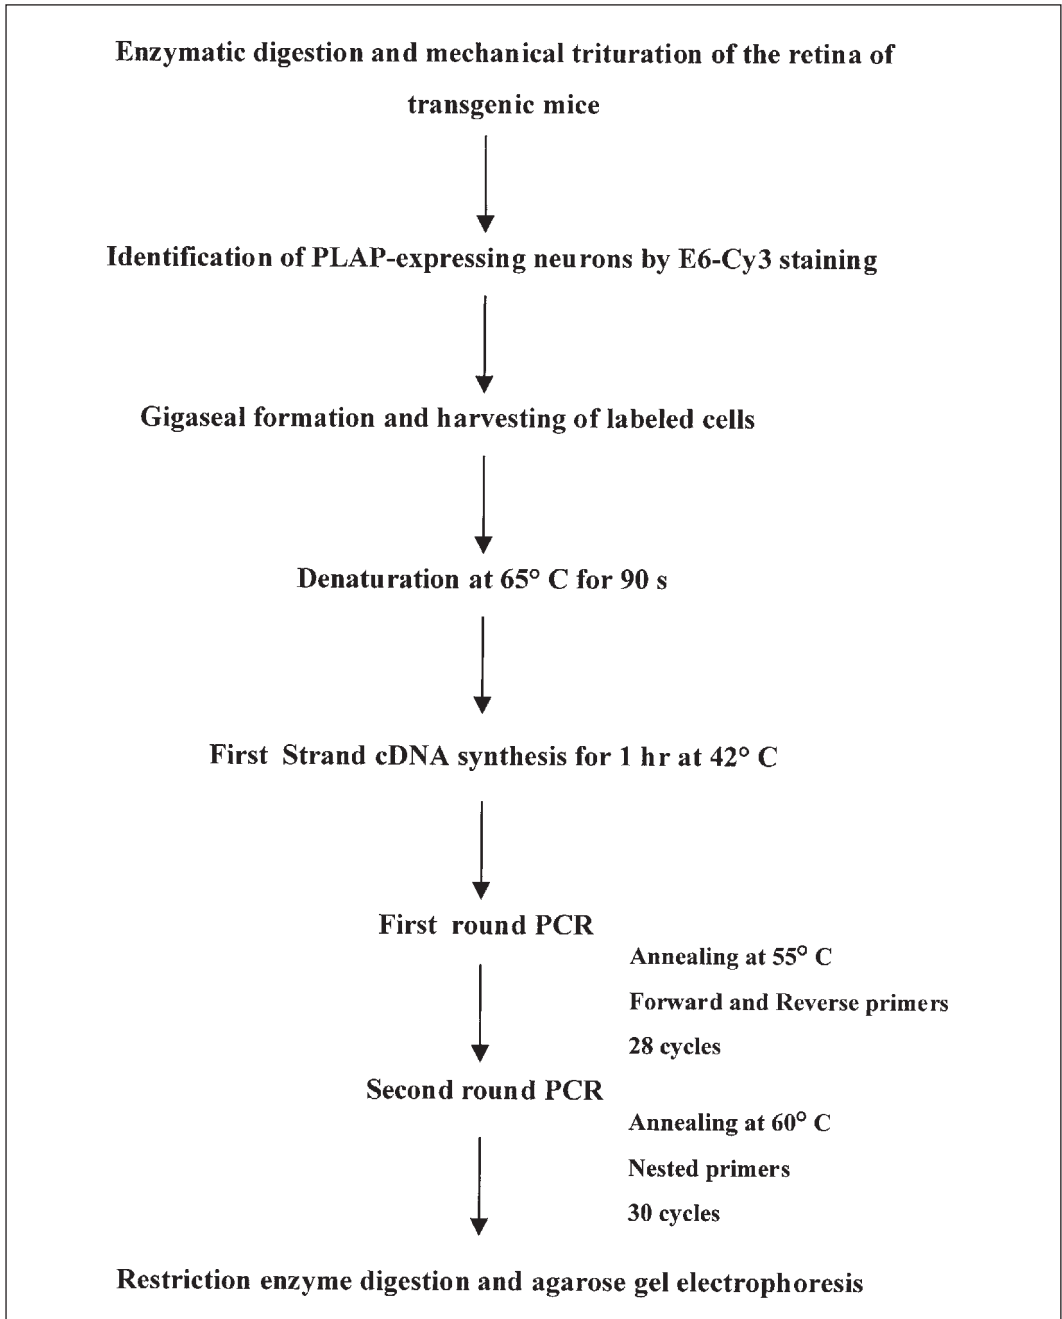 Enzymatic digestion and mechanical trituration of the retina of
transgenic mice
Identification of PLAP-expressing neurons by E6-Cy3 staining
Gigaseal formation and harvesting of labeled cells
Denaturation at 65° C for 90 s
First Strand cDNA synthesis for 1 hr at 42° C
First round PCR
Annealing at 55° C
Forward and Reverse primers
28 cycles
Second round PCR
Annealing at 60° C
Nested primers
30 cycles
Restriction enzyme digestion and agarose gel electrophoresis